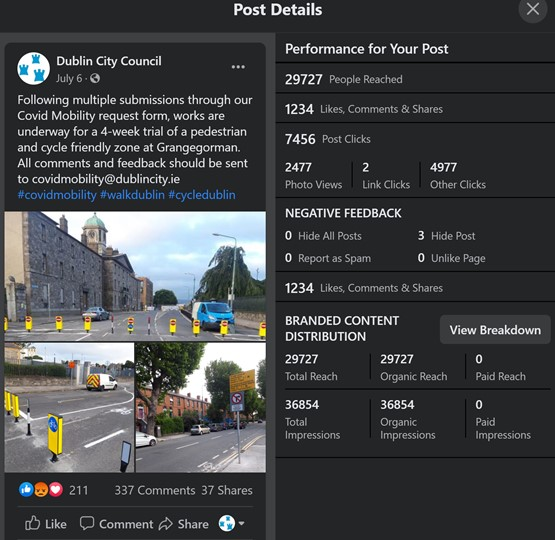 Post Details
Dublin City Council
July 6 ·
Following multiple submissions through our
Covid Mobility request form, works are
underway for a 4-week trial of a pedestrian
and cycle friendly zone at Grangegorman.
All comments and feedback should be sent
to covidmobility@dublincity.ie
#covidmobility #walkdublin #cycledublin
211 337 Comments 37 Shares
Like Comment Share
Performance for Your Post
29727 People Reached
1234 Likes, Comments & Shares
7456 Post Clicks
2477 2 4977
Photo Views Link Clicks Other Clicks
NEGATIVE FEEDBACK
0 Hide All Posts 3 Hide Post
0 Report as Spam 0 Unlike Page
1234 Likes, Comments & Shares
BRANDED CONTENT
DISTRIBUTION
View Breakdown
29727 29727 0
Total Reach Organic Reach Paid Reach
36854 36854 0
Total Organic Paid
Impressions Impressions Impressions